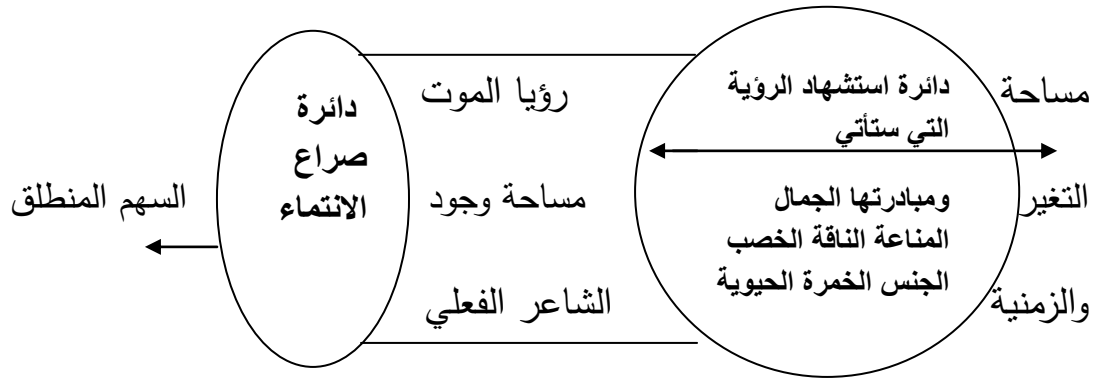 مساحة
التغير
والزمنية
دائرة استشهاد الرؤية
التي ستأتي
ومبادرتها الجمال
المناعة الناقة الخصب
الجنس الخمرة الحيوية
رؤيا الموت
مساحة وجود
الشاعر الفعلي
دائرة
صراع
الانتماء
السهم المنطلق